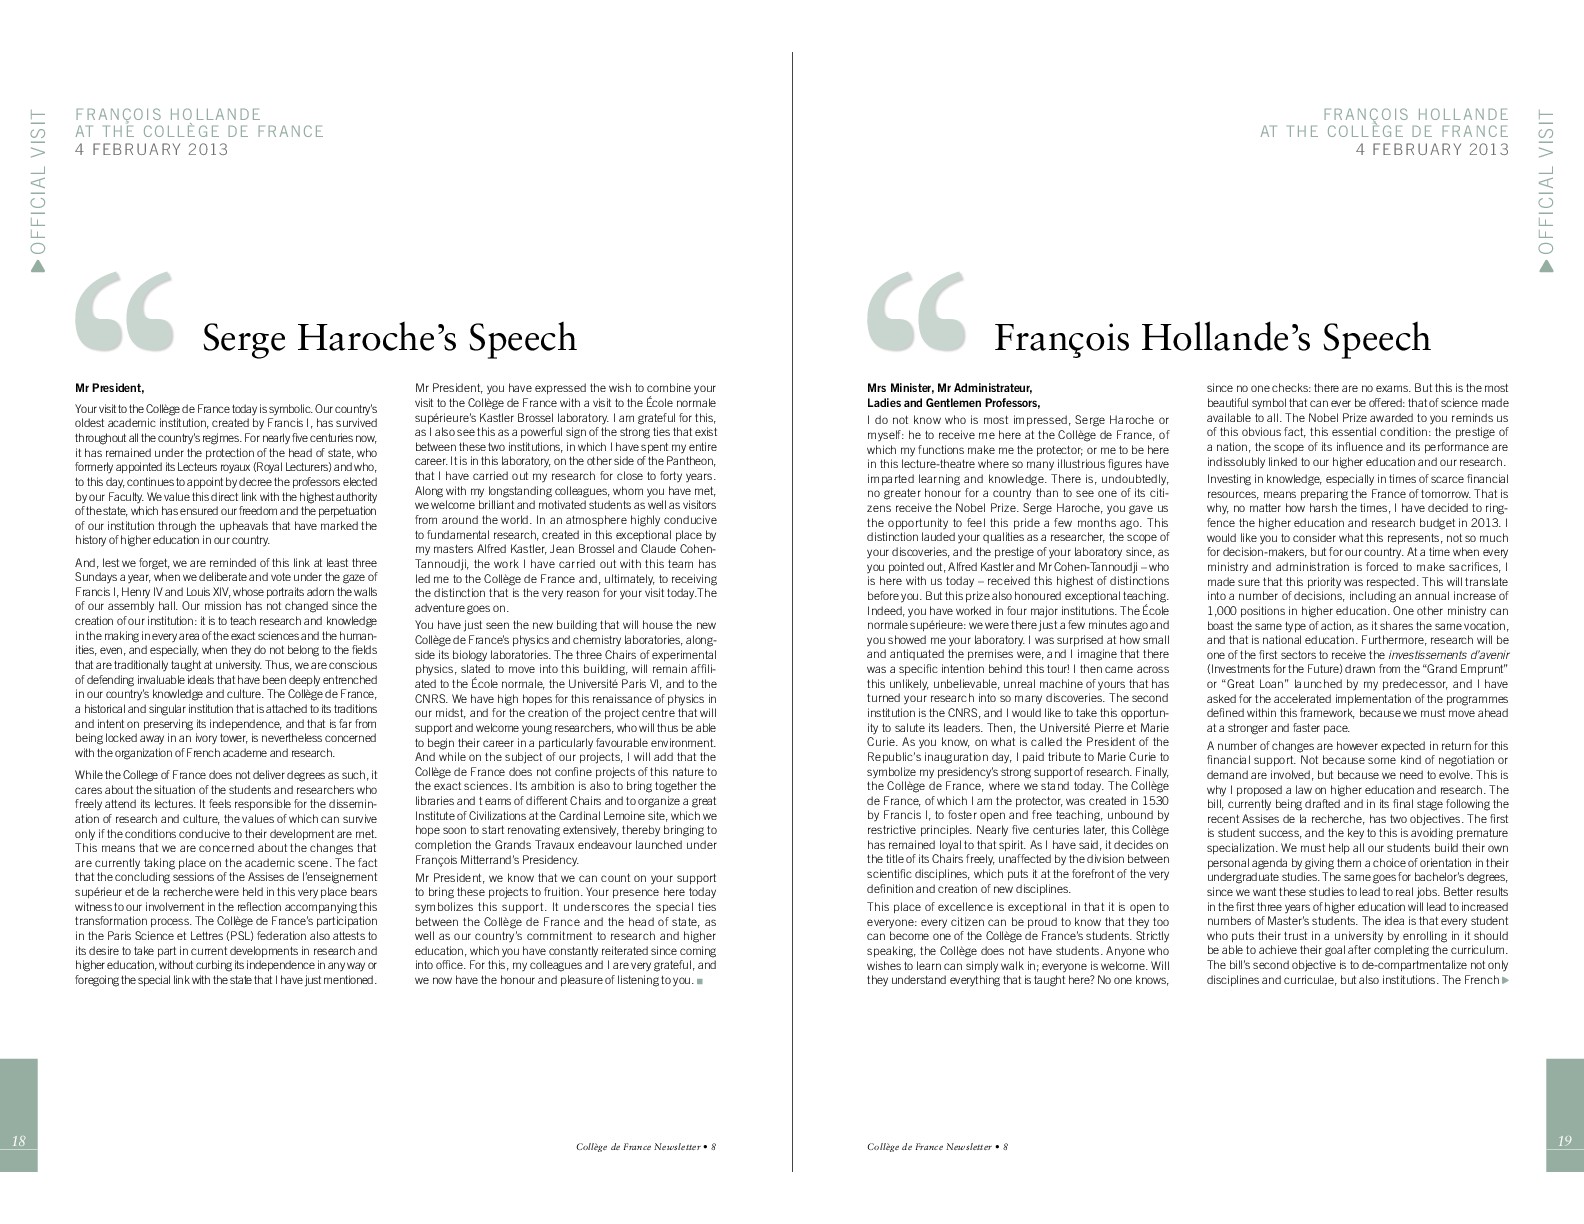 OFFICIAL VISIT
FRANÇOIS HOLLANDE
AT THE COLLÈGE DE FRANCE
4 FEBRUARY 2013
“
Serge Haroche’s Speech
Mr President,
Your visit to the Collège de France today is symbolic. Our country’s
oldest academic institution, created by Francis I, has survived
throughout all the country’s regimes. For nearly five centuries now,
it has remained under the protection of the head of state, who
formerly appointed its Lecteurs royaux (Royal Lecturers) and who,
to this day, continues to appoint by decree the professors elected
by our Faculty. We value this direct link with the highest authority
of the state, which has ensured our freedom and the perpetuation
of our institution through the upheavals that have marked the
history of higher education in our country.
And, lest we forget, we are reminded of this link at least three
Sundays a year, when we deliberate and vote under the gaze of
Francis I, Henry IV and Louis XIV, whose portraits adorn the walls
of our assembly hall. Our mission has not changed since the
creation of our institution: it is to teach research and knowledge
in the making in every area of the exact sciences and the human-
ities, even, and especially, when they do not belong to the fields
that are traditionally taught at university. Thus, we are conscious
of defending invaluable ideals that have been deeply entrenched
in our country’s knowledge and culture. The Collège de France,
a historical and singular institution that is attached to its traditions
and intent on preserving its independence, and that is far from
being locked away in an ivory tower, is nevertheless concerned
with the organization of French academe and research.
While the College of France does not deliver degrees as such, it
cares about the situation of the students and researchers who
freely attend its lectures. It feels responsible for the dissemin-
ation of research and culture, the values of which can survive
only if the conditions conducive to their development are met.
This means that we are concerned about the changes that
are currently taking place on the academic scene. The fact
that the concluding sessions of the Assises de l’enseignement
supérieur et de la recherche were held in this very place bears
witness to our involvement in the reflection accompanying this
transformation process. The Collège de France’s participation
in the Paris Science et Lettres (PSL) federation also attests to
its desire to take part in current developments in research and
higher education, without curbing its independence in any way or
foregoing the special link with the state that I have just mentioned.
Mr President, you have expressed the wish to combine your
visit to the Collège de France with a visit to the École normale
supérieure’s Kastler Brossel laboratory. I am grateful for this,
as I also see this as a powerful sign of the strong ties that exist
between these two institutions, in which I have spent my entire
career. It is in this laboratory, on the other side of the Pantheon,
that I have carried out my research for close to forty years.
Along with my longstanding colleagues, whom you have met,
we welcome brilliant and motivated students as well as visitors
from around the world. In an atmosphere highly conducive
to fundamental research, created in this exceptional place by
my masters Alfred Kastler, Jean Brossel and Claude Cohen-
Tannoudji, the work I have carried out with this team has
led me to the Collège de France and, ultimately, to receiving
the distinction that is the very reason for your visit today.The
adventure goes on.
You have just seen the new building that will house the new
Collège de France’s physics and chemistry laboratories, along-
side its biology laboratories. The three Chairs of experimental
physics, slated to move into this building, will remain affili-
ated to the École normale, the Université Paris VI, and to the
CNRS. We have high hopes for this renaissance of physics in
our midst, and for the creation of the project centre that will
support and welcome young researchers, who will thus be able
to begin their career in a particularly favourable environment.
And while on the subject of our projects, I will add that the
Collège de France does not confine projects of this nature to
the exact sciences. Its ambition is also to bring together the
libraries and t eams of different Chairs and to organize a great
Institute of Civilizations at the Cardinal Lemoine site, which we
hope soon to start renovating extensively, thereby bringing to
completion the Grands Travaux endeavour launched under
François Mitterrand’s Presidency.
Mr President, we know that we can count on your support
to bring these projects to fruition. Your presence here today
symbolizes this support. It underscores the special ties
between the Collège de France and the head of state, as
well as our country’s commitment to research and higher
education, which you have constantly reiterated since coming
into office. For this, my colleagues and I are very grateful, and
we now have the honour and pleasure of listening to you.
18
Collège de France Newsletter • 8
FRANÇOIS HOLLANDE
AT THE COLLÈGE DE FRANCE
4 FEBRUARY 2013
OFFICIAL VISIT
“
François Hollande’s Speech
Mrs Minister, Mr Administrateur,
Ladies and Gentlemen Professors,
I do not know who is most impressed, Serge Haroche or
myself: he to receive me here at the Collège de France, of
which my functions make me the protector; or me to be here
in this lecture-theatre where so many illustrious figures have
imparted learning and knowledge. There is, undoubtedly,
no greater honour for a country than to see one of its citi-
zens receive the Nobel Prize. Serge Haroche, you gave us
the opportunity to feel this pride a few months ago. This
distinction lauded your qualities as a researcher, the scope of
your discoveries, and the prestige of your laboratory since, as
you pointed out, Alfred Kastler and Mr Cohen-Tannoudji – who
is here with us today – received this highest of distinctions
before you. But this prize also honoured exceptional teaching.
Indeed, you have worked in four major institutions. The École
normale supérieure: we were there just a few minutes ago and
you showed me your laboratory. I was surprised at how small
and antiquated the premises were, and I imagine that there
was a specific intention behind this tour! I then came across
this unlikely, unbelievable, unreal machine of yours that has
turned your research into so many discoveries. The second
institution is the CNRS, and I would like to take this opportun-
ity to salute its leaders. Then, the Université Pierre et Marie
Curie. As you know, on what is called the President of the
Republic’s inauguration day, I paid tribute to Marie Curie to
symbolize my presidency’s strong support of research. Finally,
the Collège de France, where we stand today. The Collège
de France, of which I am the protector, was created in 1530
by Francis I, to foster open and free teaching, unbound by
restrictive principles. Nearly five centuries later, this Collège
has remained loyal to that spirit. As I have said, it decides on
the title of its Chairs freely, unaffected by the division between
scientific disciplines, which puts it at the forefront of the very
definition and creation of new disciplines.
This place of excellence is exceptional in that it is open to
everyone: every citizen can be proud to know that they too
can become one of the Collège de France’s students. Strictly
speaking, the Collège does not have students. Anyone who
wishes to learn can simply walk in; everyone is welcome. Will
they understand everything that is taught here? No one knows,
since no one checks: there are no exams. But this is the most
beautiful symbol that can ever be offered: that of science made
available to all. The Nobel Prize awarded to you reminds us
of this obvious fact, this essential condition: the prestige of
a nation, the scope of its influence and its performance are
indissolubly linked to our higher education and our research.
Investing in knowledge, especially in times of scarce financial
resources, means preparing the France of tomorrow. That is
why, no matter how harsh the times, I have decided to ring-
fence the higher education and research budget in 2013. I
would like you to consider what this represents, not so much
for decision-makers, but for our country. At a time when every
ministry and administration is forced to make sacrifices, I
made sure that this priority was respected. This will translate
into a number of decisions, including an annual increase of
1,000 positions in higher education. One other ministry can
boast the same type of action, as it shares the same vocation,
and that is national education. Furthermore, research will be
one of the first sectors to receive the investissements d’avenir
(Investments for the Future) drawn from the “Grand Emprunt”
or “Great Loan” launched by my predecessor, and I have
asked for the accelerated implementation of the programmes
defined within this framework, because we must move ahead
at a stronger and faster pace.
A number of changes are however expected in return for this
financial support. Not because some kind of negotiation or
demand are involved, but because we need to evolve. This is
why I proposed a law on higher education and research. The
bill, currently being drafted and in its final stage following the
recent Assises de la recherche, has two objectives. The first
is student success, and the key to this is avoiding premature
specialization. We must help all our students build their own
personal agenda by giving them a choice of orientation in their
undergraduate studies. The same goes for bachelor’s degrees,
since we want these studies to lead to real jobs. Better results
in the first three years of higher education will lead to increased
numbers of Master’s students. The idea is that every student
who puts their trust in a university by enrolling in it should
be able to achieve their goal after completing the curriculum.
The bill’s second objective is to de-compartmentalize not only
disciplines and curriculae, but also institutions. The French
Collège de France Newsletter • 8
19